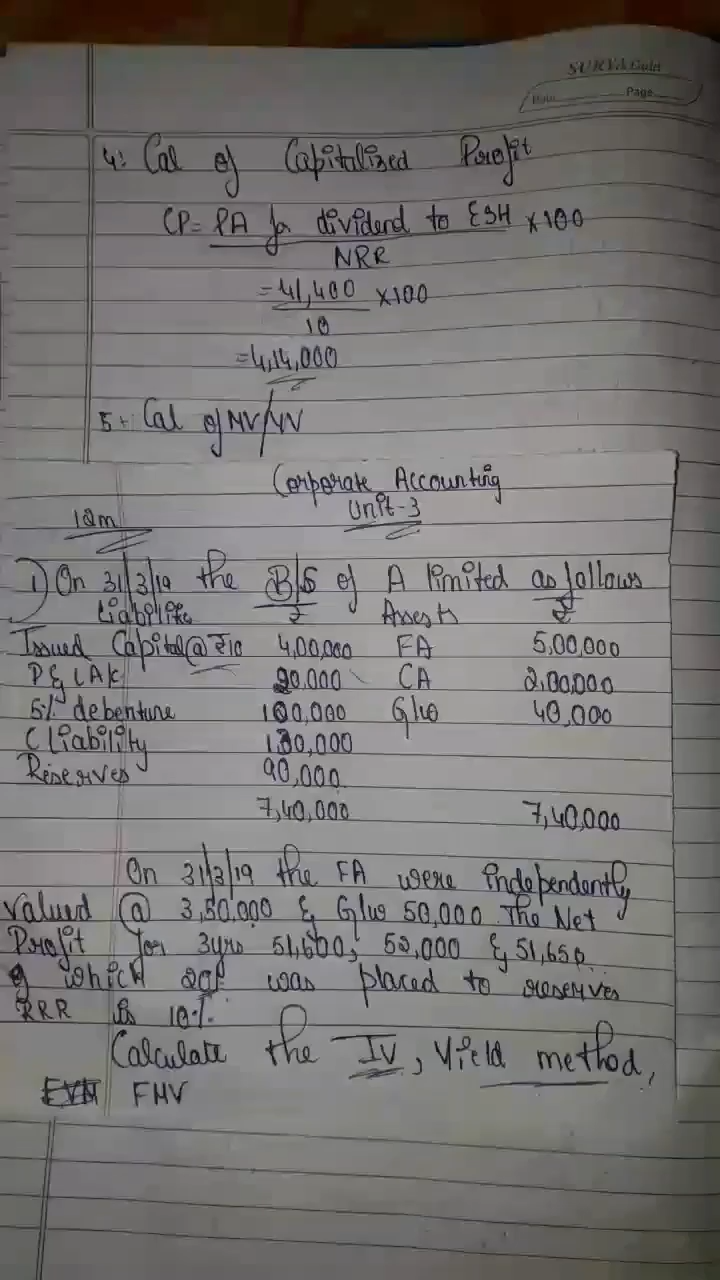 SURYA Gold
Date Page
4: Cal of Capitalized Profit
CP = PA for dividend to ESH ×100
NRR
= 41,400 ×100
10
= 4,14,000
5: Cal of MV/YV
Corporate Accounting
Unit-3
12m
1) On 31/3/19 the B/S of A limited as follows
Liabilite ₹ Assests ₹
Issued Capital @ ₹10 4,00,000 FA 5,00,000
P & L A/c 20,000 CA 2,00,000
5% debenture 100,000 G/w 40,000
C Liability 130,000
Reserves 90,000
7,40,000 7,40,000
On 31/3/19 the FA were independently
Valued @ 3,50,000 & G/w 50,000. The Net
Profit for 3yrs 51,600, 52,000 & 51,650
of which 20% was placed to reserves
RRR is 10%.
Calculate the IV, Yield method,
FMV